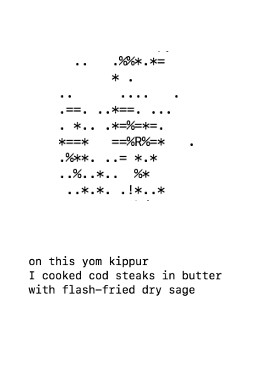 ..   .%%*.*=
* .
..      ....   .
.==. ..*==. ...
. *.. .*=%=*=.
*==*   ==%R%=*   .
.%**. ..= *.*
..%..*..  %*
..*.*. .!*..*
on this yom kippur
I cooked cod steaks in butter
with flash-fried dry sage